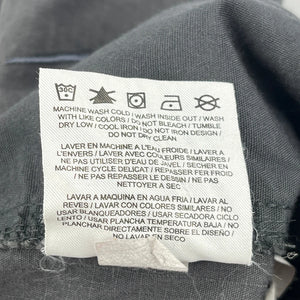 30C
MACHINE WASH COLD / WASH INSIDE OUT / WASH
WITH LIKE COLORS / DO NOT BLEACH / TUMBLE
DRY LOW / COOL IRON / DO NOT IRON DESIGN /
DO NOT DRY CLEAN
LAVER EN MACHINE A L'EAU FROIDE / LAVER A
L'ENVERS / LAVER AVEC COULEURS SIMILAIRES /
NE PAS UTILISER D'EAU DE JAVEL / SECHER EN
MACHINE CYCLE DELICAT / REPASSER A FER FROID
/ NE PAS REPASSER LE DESSIN / NE PAS
NETTOYER A SEC
LAVAR A MAQUINA EN AGUA FRIA / LAVAR AL
REVES / LAVAR CON COLORES SIMILARES / NO
USAR BLANQUEADOR / USAR SECADORA CICLO
LENTO / USAR PLANCHA TEMPERATURA BAJA / NO
PLANCHAR DIRECTAMENTE SOBRE EL DISEÑO /
NO LAVAR EN SECO